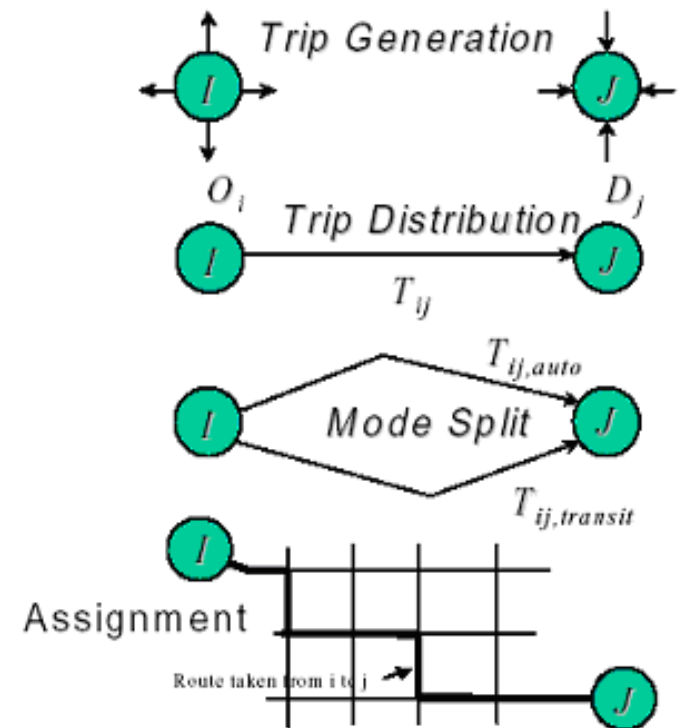 Trip Generation
I J
O i D j
Trip Distribution
I J
T ij
T ij,auto
I Mode Split J
T ij,transit
I
Assignment
Route taken from i to j
J